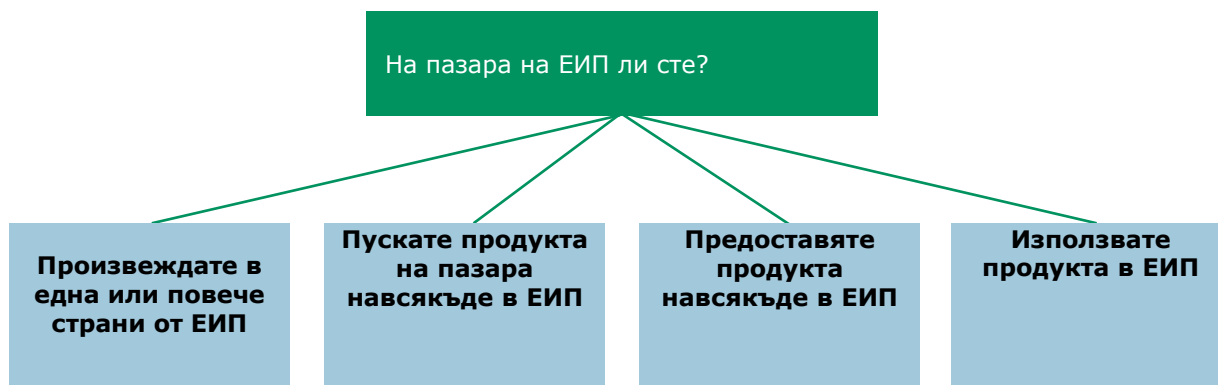 На пазара на ЕИП ли сте?
Произвеждате в
една или повече
страни от ЕИП
Пускате продукта
на пазара
навсякъде в ЕИП
Предоставяте
продукта
навсякъде в ЕИП
Използвате
продукта в ЕИП